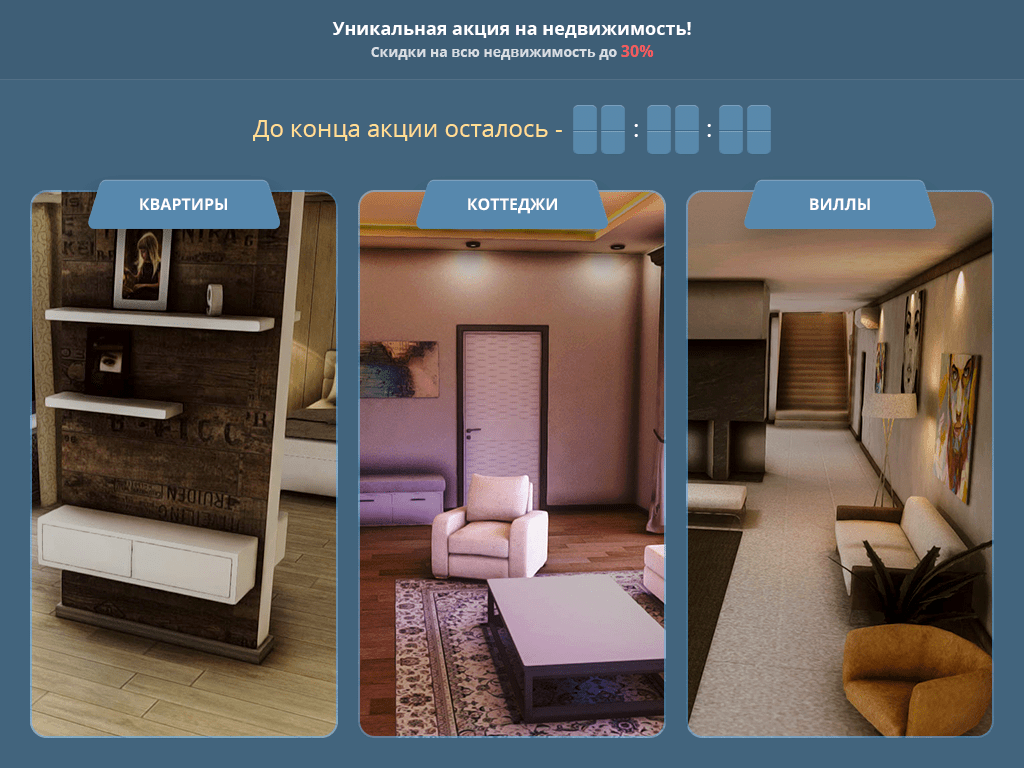 Уникальная акция на недвижимость!
Скидки на всю недвижимость до 30%
До конца акции осталось - : :
КВАРТИРЫ
КОТТЕДЖИ
ВИЛЛЫ